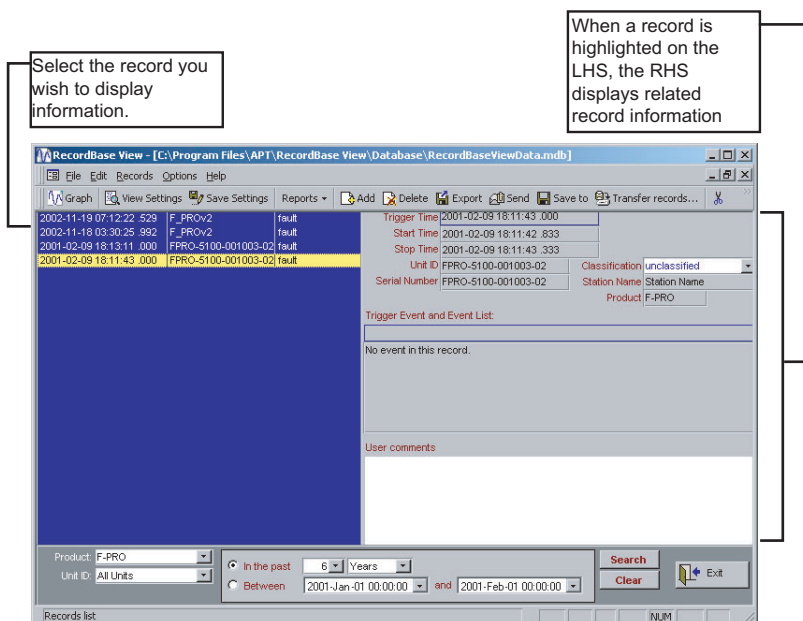 When a record is
highlighted on the
LHS, the RHS
displays related
record information
Select the record you
wish to display
information.
RecordBase View - [C:\Program Files\APT\RecordBase View\Database\RecordBaseViewData.mdb]
File Edit Records Options Help
Graph View Settings Save Settings Reports Add Delete Export Send Save to Transfer records...
2002-11-19 07:12:22 .529 F_PROv2 fault
2002-11-18 03:30:25 .992 F_PROv2 fault
2001-02-09 18:13:11 .000 FPRO-5100-001003-02 fault
2001-02-09 18:11:43 .000 FPRO-5100-001003-02 fault
Trigger Time 2001-02-09 18:11:43 .000
Start Time 2001-02-09 18:11:42 .833
Stop Time 2001-02-09 18:11:43 .333
Unit ID FPRO-5100-001003-02 Classification unclassified
Serial Number FPRO-5100-001003-02 Station Name Station Name
Product F-PRO
Trigger Event and Event List:
No event in this record.
User comments
Product: F-PRO
Unit ID: All Units
In the past 6 Years
Between 2001-Jan-01 00:00:00 and 2001-Feb-01 00:00:00
Search
Clear
Exit
Records list NUM